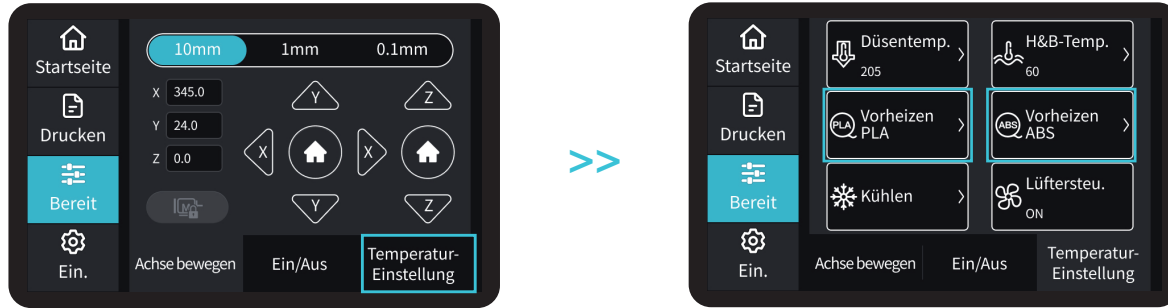 Startseite
Drucken
Bereit
Ein.
10mm
1mm
0.1mm
X 345.0
Y 24.0
Z 0.0
Y
Z
X
X
Y
Z
M
Achse bewegen
Ein/Aus
Temperatur-
Einstellung
>>
Startseite
Drucken
Bereit
Ein.
Düsentemp.
205
H&B-Temp.
60
PLA
Vorheizen
PLA
ABS
Vorheizen
ABS
Kühlen
Lüftersteu.
ON
Achse bewegen
Ein/Aus
Temperatur-
Einstellung